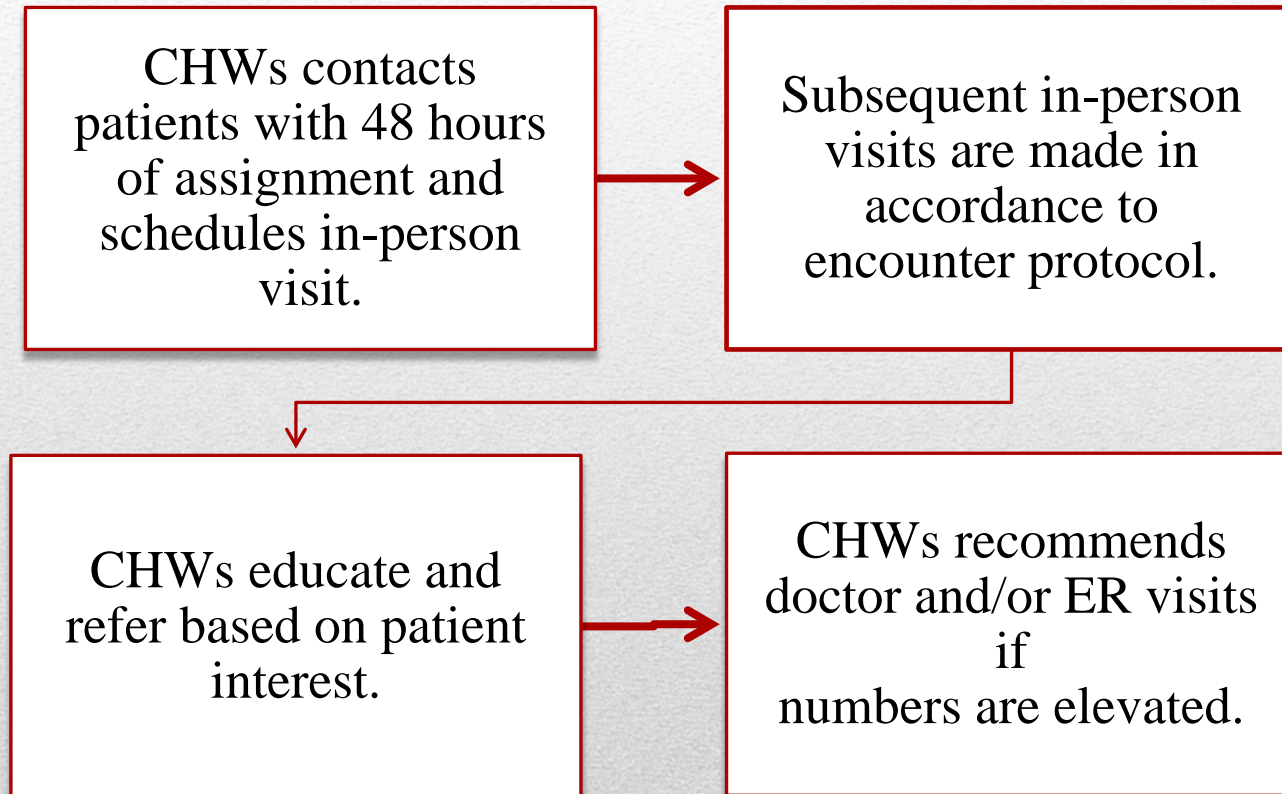 CHWs contacts
patients with 48 hours
of assignment and
schedules in-person
visit.
Subsequent in-person
visits are made in
accordance to
encounter protocol.
CHWs educate and
refer based on patient
interest.
CHWs recommends
doctor and/or ER visits
if
numbers are elevated.